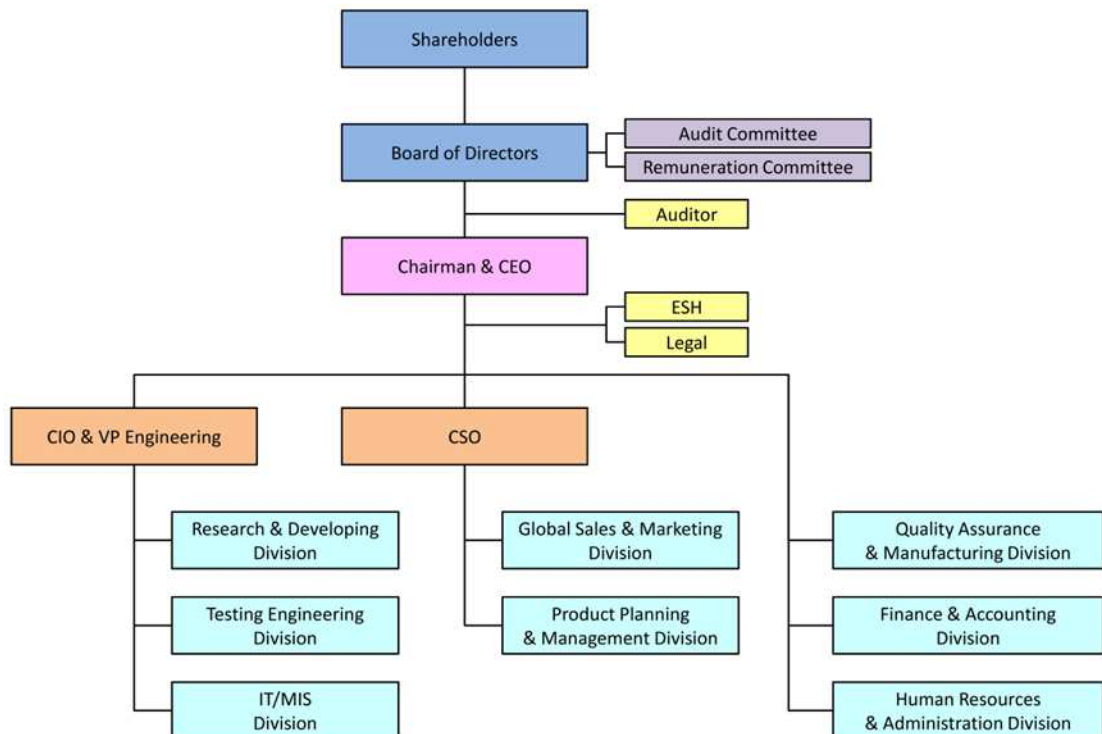 Shareholders
Board of Directors
Audit Committee
Remuneration Committee
Auditor
Chairman & CEO
ESH
Legal
CIO & VP Engineering
CSO
Research & Developing
Division
Global Sales & Marketing
Division
Quality Assurance
& Manufacturing Division
Testing Engineering
Division
Product Planning
& Management Division
Finance & Accounting
Division
IT/MIS
Division
Human Resources
& Administration Division